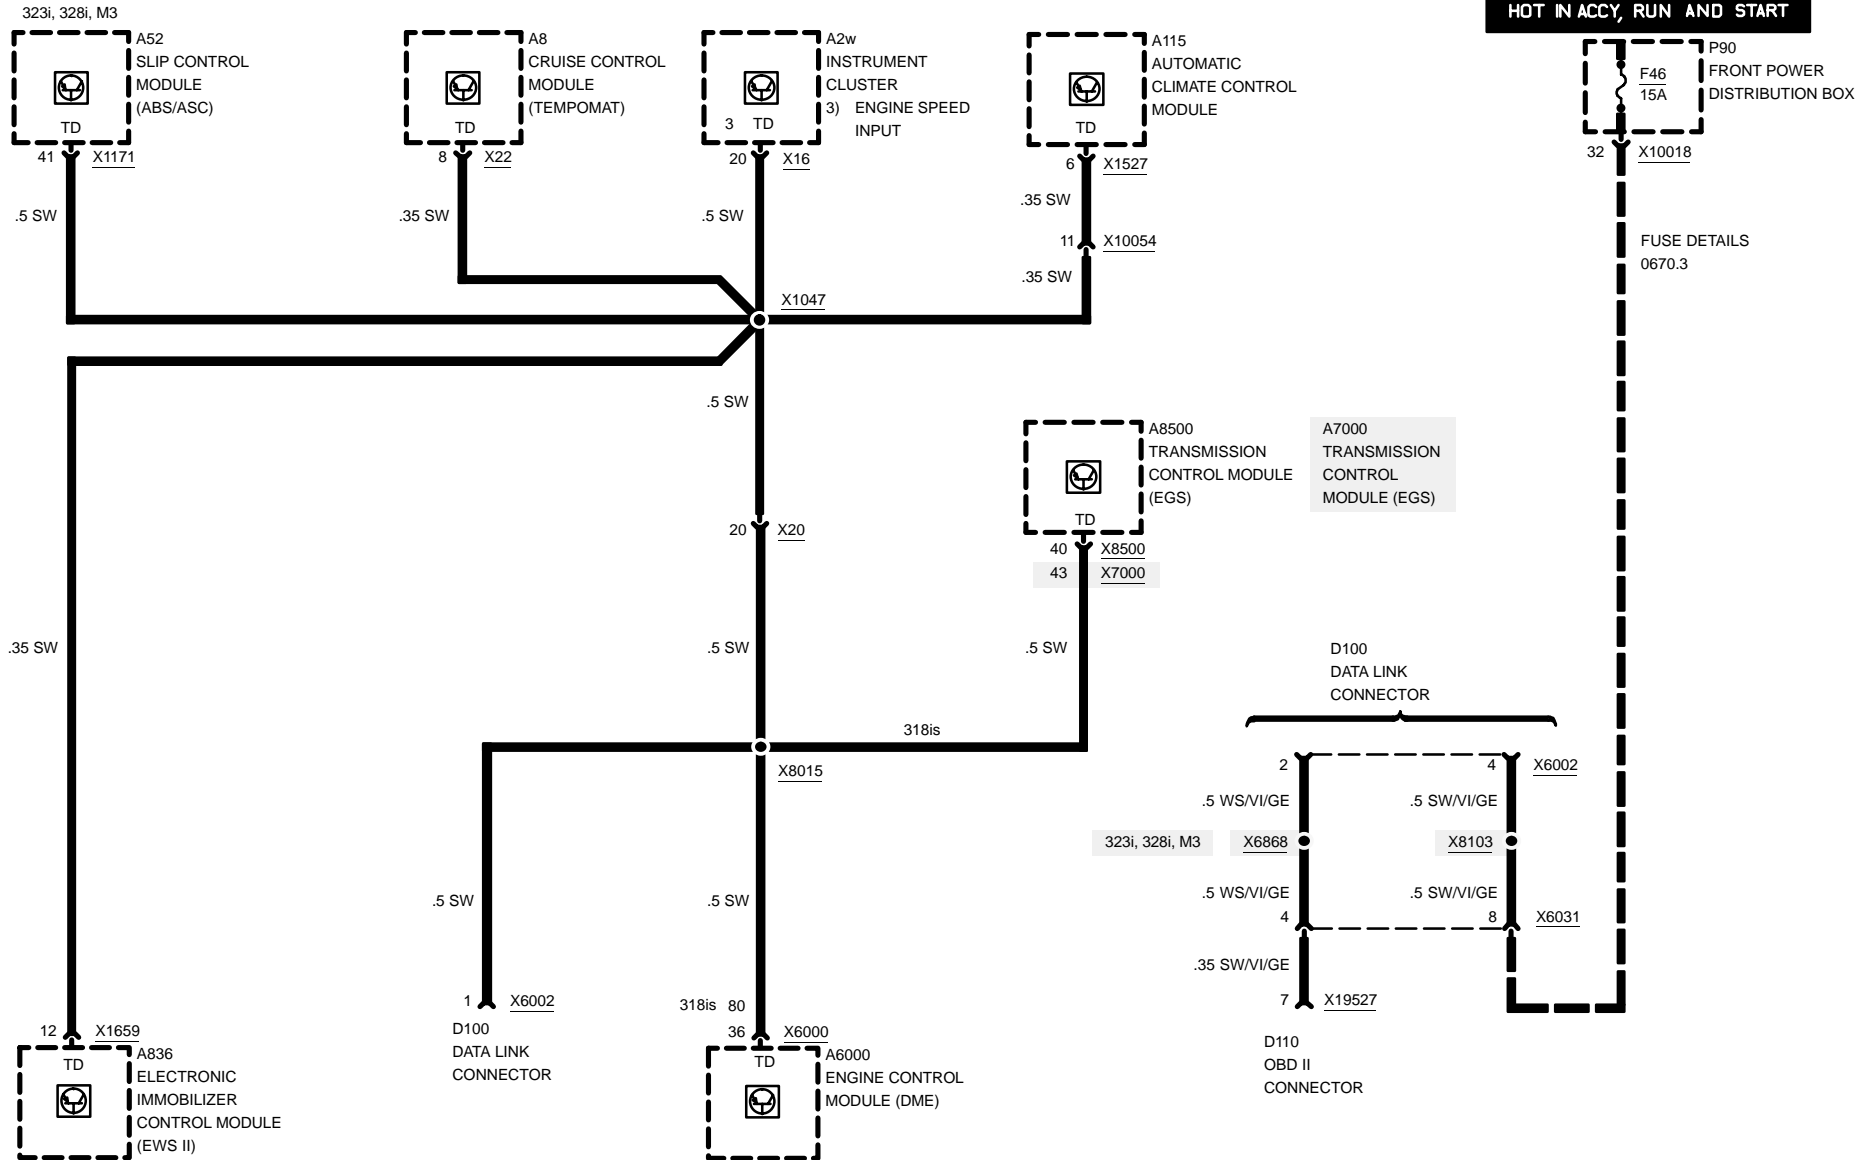 323i, 328i, M3
HOT IN ACCY, RUN AND START
A52
SLIP CONTROL
MODULE
(ABS/ASC)
TD
41 X1171
.5 SW
A8
CRUISE CONTROL
MODULE
(TEMPOMAT)
TD
8 X22
.35 SW
A2w
INSTRUMENT
CLUSTER
3) ENGINE SPEED
INPUT
3 TD
20 X16
.5 SW
A115
AUTOMATIC
CLIMATE CONTROL
MODULE
TD
6 X1527
.35 SW
11 X10054
.35 SW
P90
FRONT POWER
DISTRIBUTION BOX
F46
15A
32 X10018
FUSE DETAILS
0670.3
X1047
.5 SW
20 X20
.5 SW
A8500
TRANSMISSION
CONTROL MODULE
(EGS)
A7000
TRANSMISSION
CONTROL
MODULE (EGS)
TD
40 X8500
43 X7000
.5 SW
.35 SW
318is
X8015
D100
DATA LINK
CONNECTOR
2 4 X6002
.5 WS/VI/GE .5 SW/VI/GE
323i, 328i, M3 X6868 X8103
.5 WS/VI/GE .5 SW/VI/GE
4 8 X6031
.35 SW/VI/GE
7 X19527
D110
OBD II
CONNECTOR
.5 SW
1 X6002
D100
DATA LINK
CONNECTOR
.5 SW
318is 80
36 X6000
TD
A6000
ENGINE CONTROL
MODULE (DME)
12 X1659
TD
A836
ELECTRONIC
IMMOBILIZER
CONTROL MODULE
(EWS II)